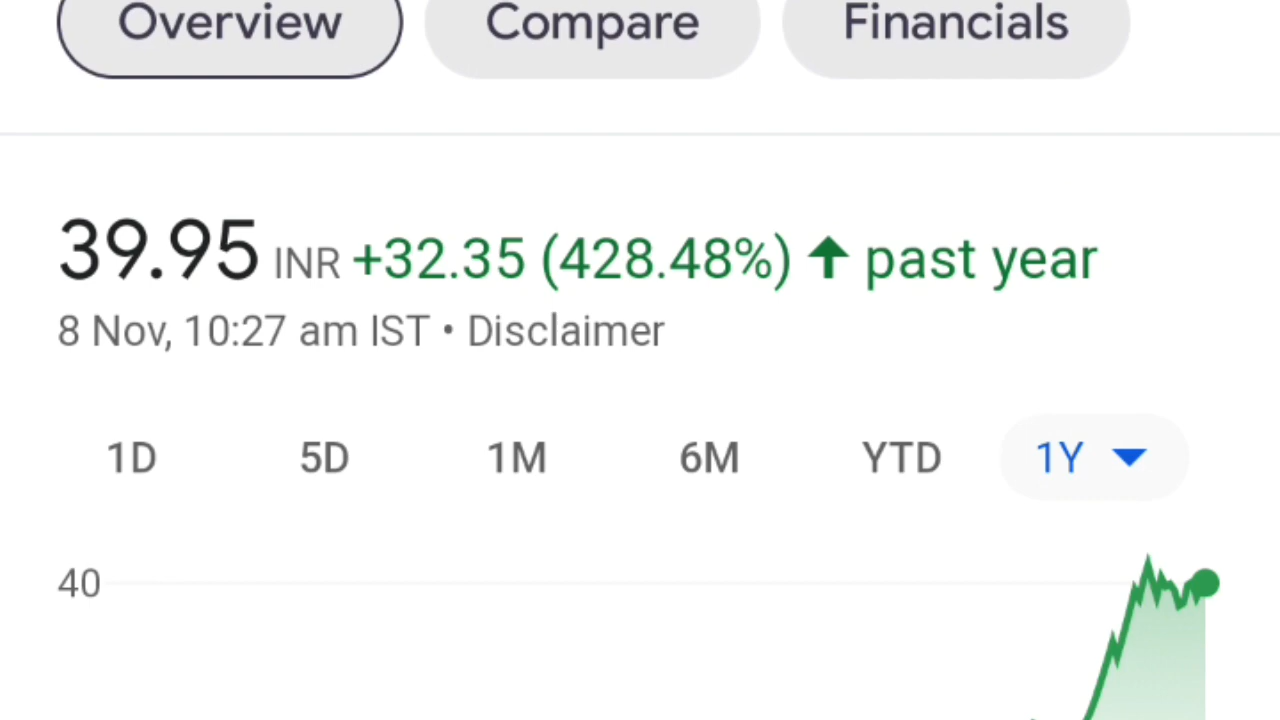 Overview Compare Financials
39.95 INR +32.35 (428.48%) ↑ past year
8 Nov, 10:27 am IST • Disclaimer
1D 5D 1M 6M YTD 1Y
40